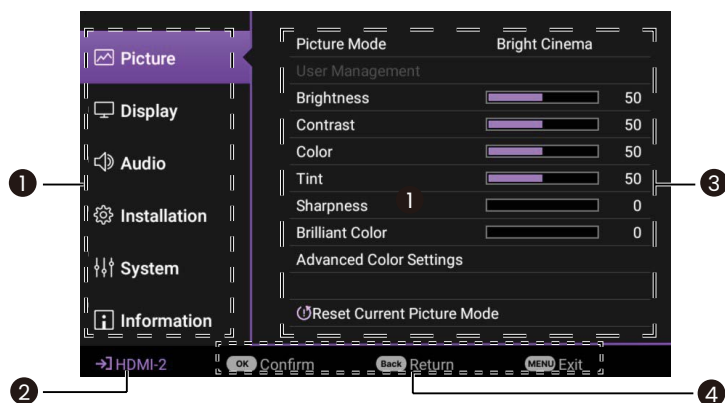 Picture
Display
Audio
Installation
System
Information
Picture Mode Bright Cinema
User Management
Brightness 50
Contrast 50
Color 50
Tint 50
Sharpness 0
Brilliant Color 0
Advanced Color Settings
Reset Current Picture Mode
HDMI-2 OK Confirm Back Return MENU Exit
1
1
3
2
4